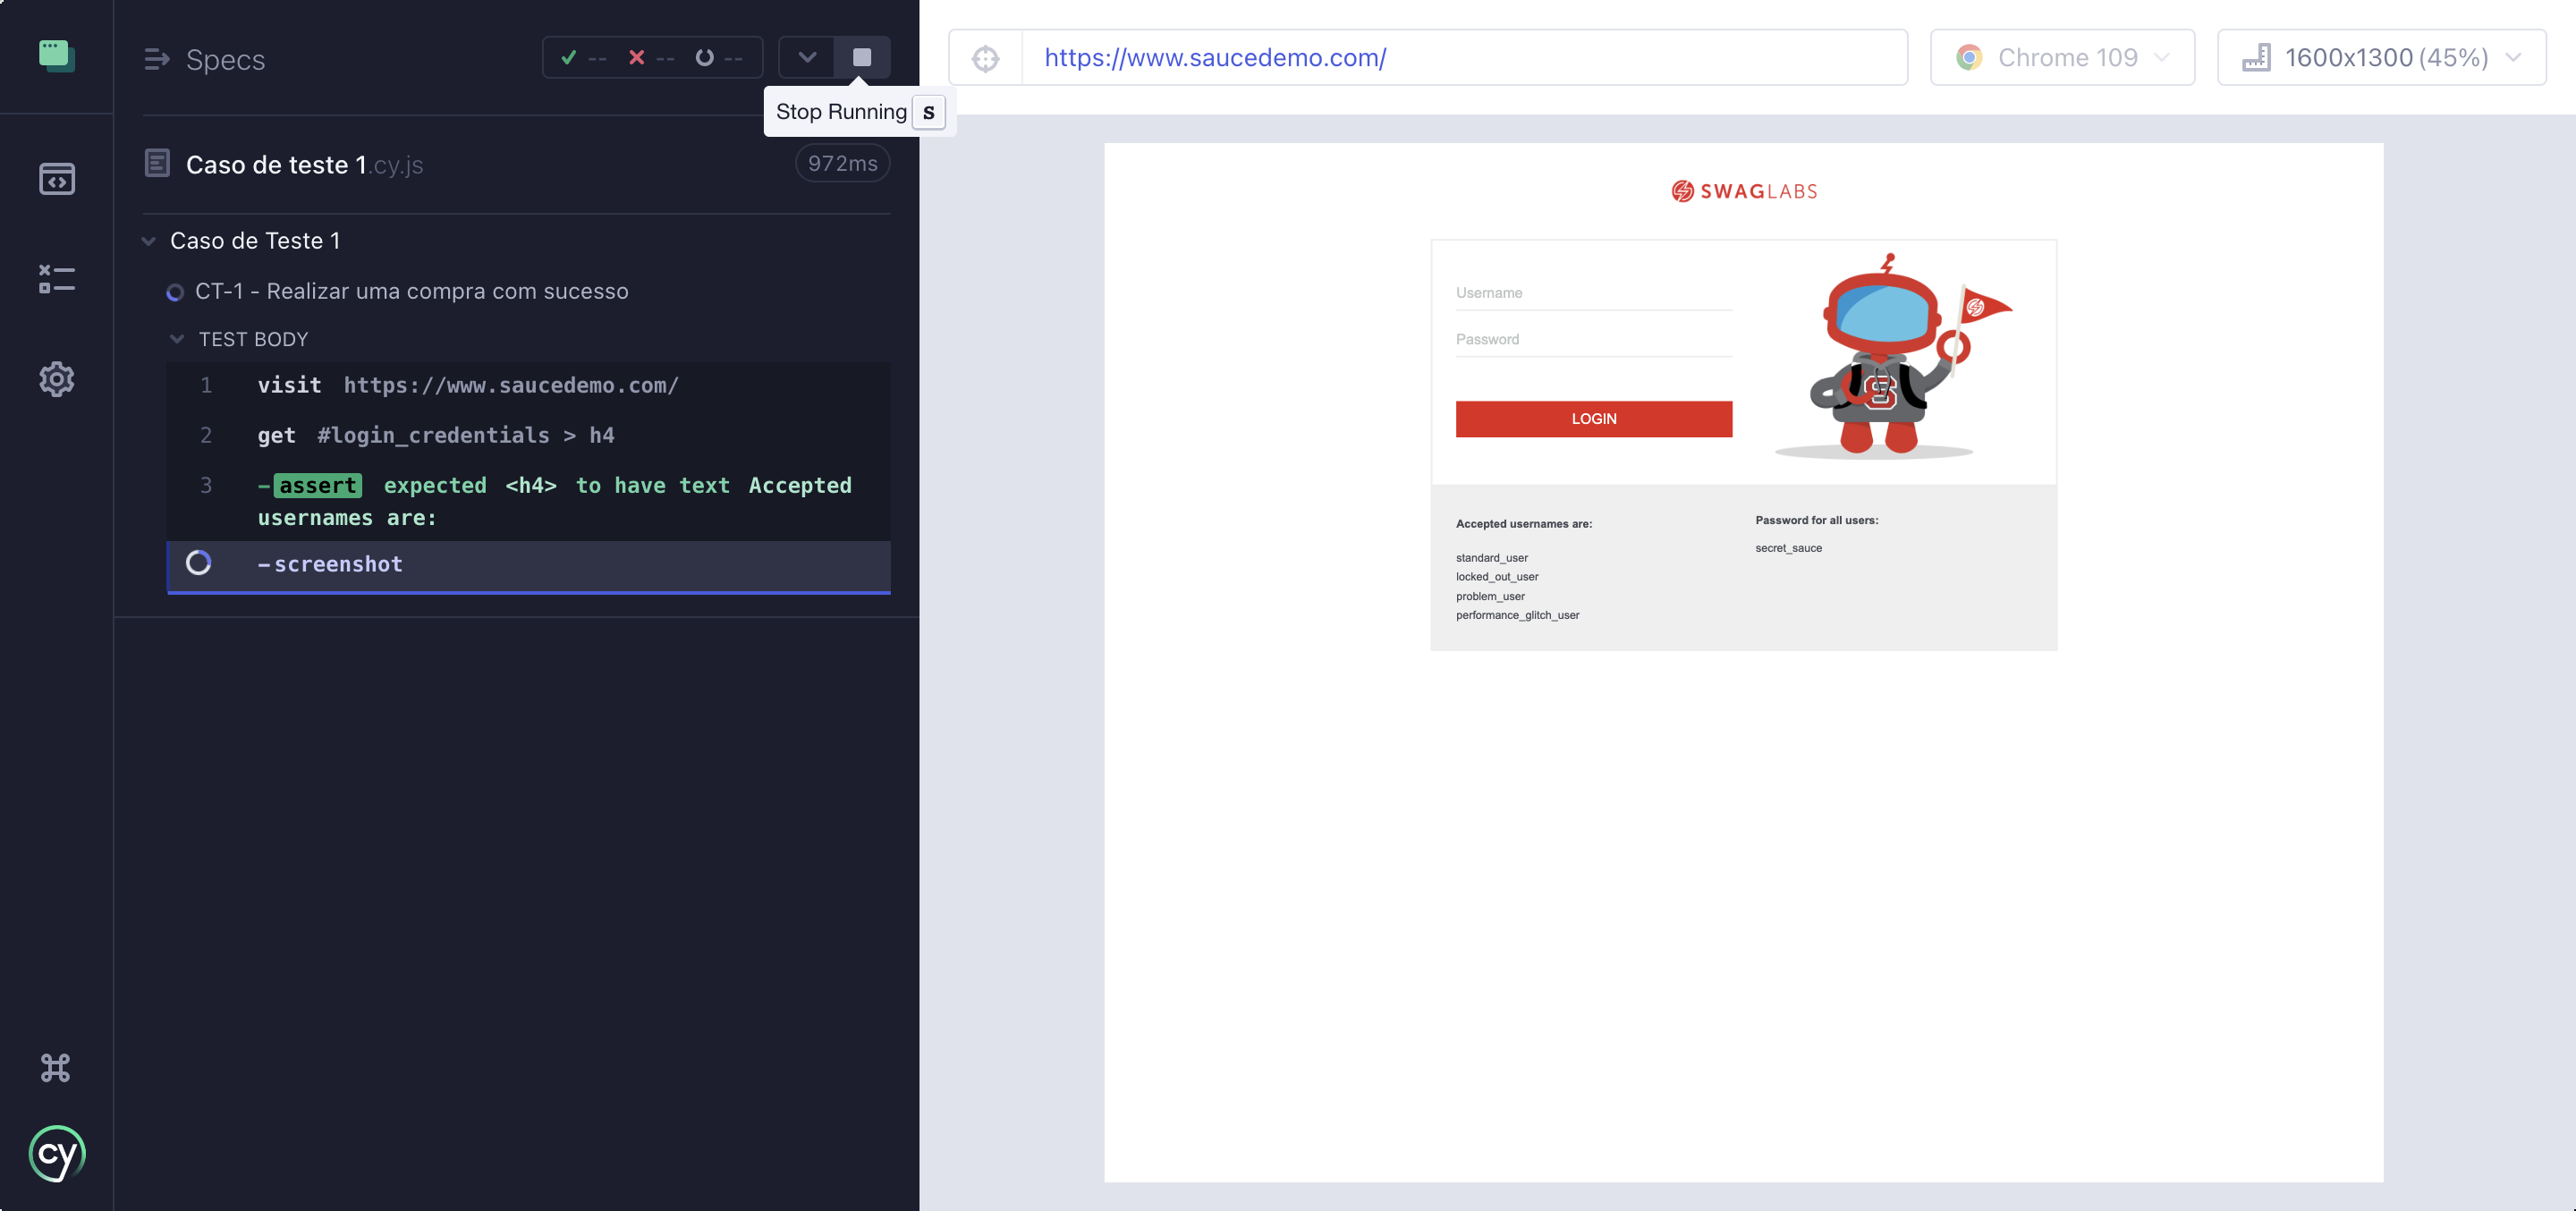 Specs
-- -- --
Stop Running S
https://www.saucedemo.com/
Chrome 109
1600x1300 (45%)
Caso de teste 1.cy.js
972ms
Caso de Teste 1
CT-1 - Realizar uma compra com sucesso
TEST BODY
1 visit https://www.saucedemo.com/
2 get #login_credentials > h4
3 -assert expected <h4> to have text Accepted
usernames are:
-screenshot
cy
SWAGLABS
Username
Password
LOGIN
Accepted usernames are:
standard_user
locked_out_user
problem_user
performance_glitch_user
Password for all users:
secret_sauce